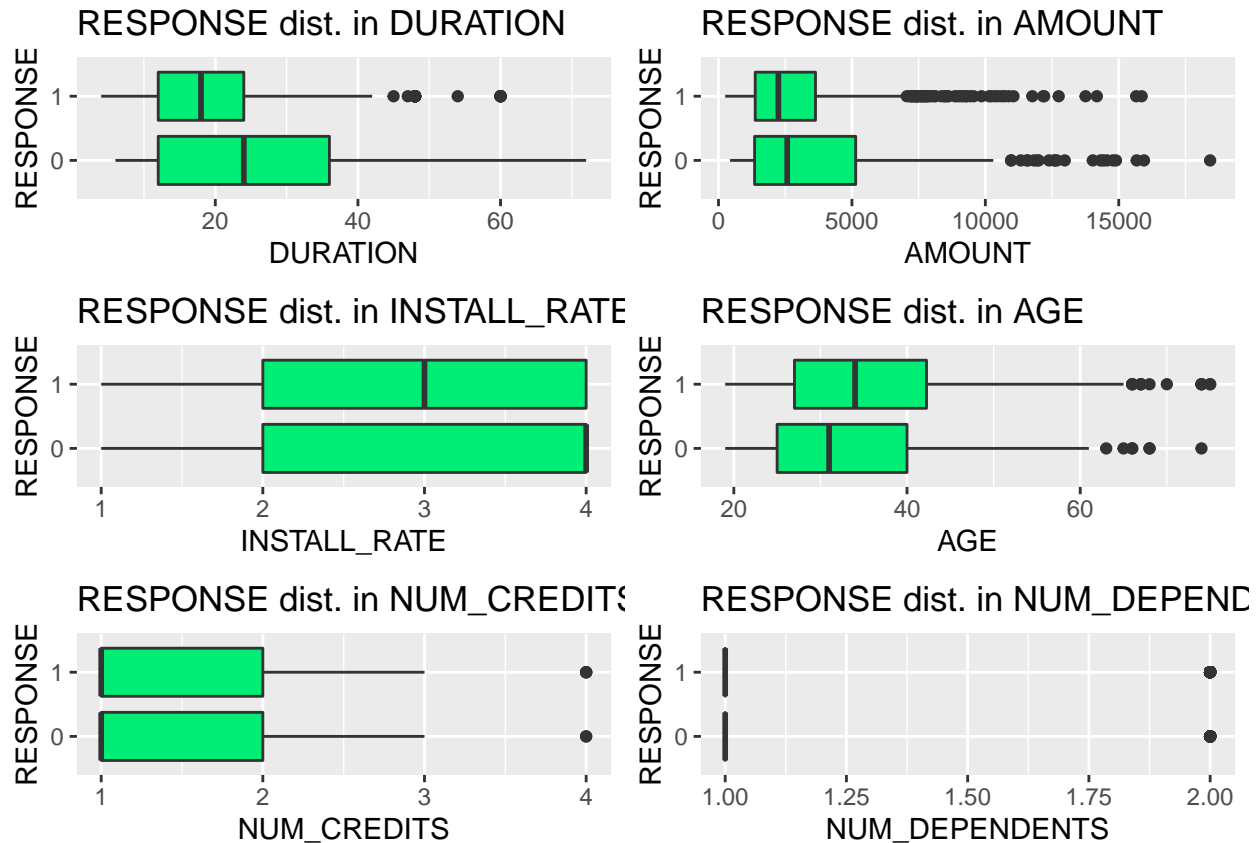 RESPONSE dist. in DURATION
RESPONSE
1
0
20 40 60
DURATION
RESPONSE dist. in AMOUNT
RESPONSE
1
0
0 5000 10000 15000
AMOUNT
RESPONSE dist. in INSTALL_RATE
RESPONSE
1
0
1 2 3 4
INSTALL_RATE
RESPONSE dist. in AGE
RESPONSE
1
0
20 40 60
AGE
RESPONSE dist. in NUM_CREDITS
RESPONSE
1
0
1 2 3 4
NUM_CREDITS
RESPONSE dist. in NUM_DEPEND
RESPONSE
1
0
1.00 1.25 1.50 1.75 2.00
NUM_DEPENDENTS